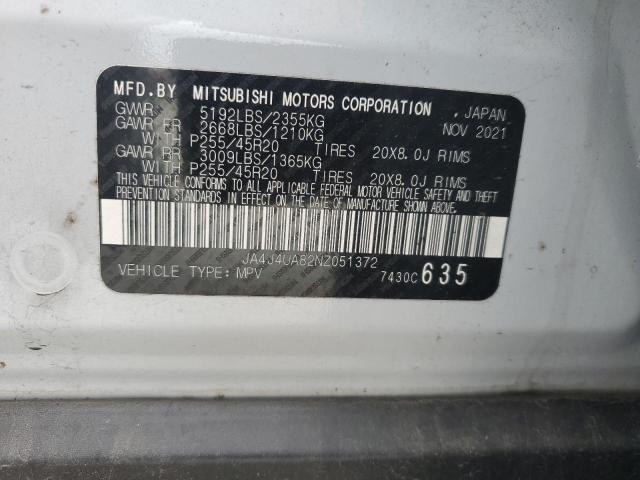 MFD.BY MITSUBISHI MOTORS CORPORATION , JAPAN
GVWR 5192LBS/2355KG NOV 2021
GAWR FR 2668LBS/1210KG
WITH P255/45R20 TIRES 20X8.0J RIMS
GAWR RR 3009LBS/1365KG
WITH P255/45R20 TIRES 20X8.0J RIMS
THIS VEHICLE CONFORMS TO ALL APPLICABLE FEDERAL MOTOR VEHICLE SAFETY AND THEFT
PREVENTION STANDARDS IN EFFECT ON THE DATE OF MANUFACTURE SHOWN ABOVE.
JA4J4UA82NZ051372
VEHICLE TYPE: MPV 7430C 635